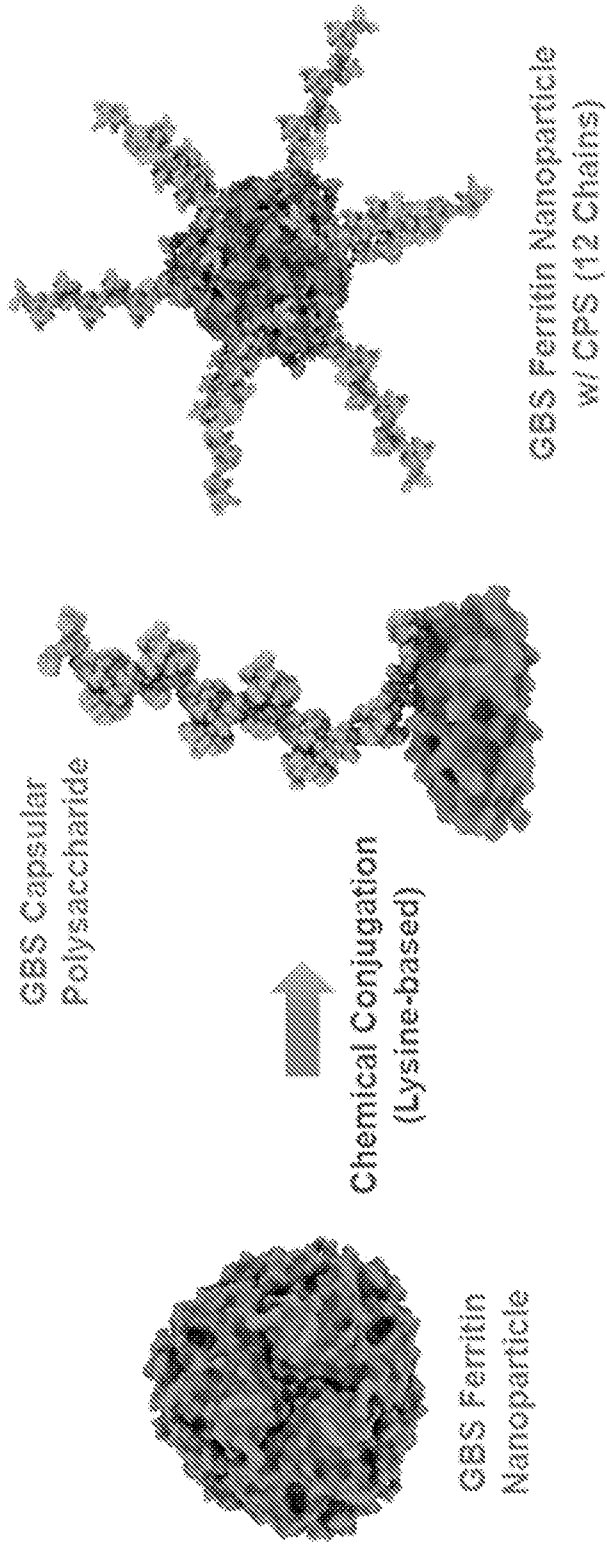 GBS Ferritin
Nanoparticle
Chemical Conjugation
(Lysine-based)
GBS Capsular
Polysaccharide
GBS Ferritin Nanoparticle
w/ CPS (12 Chains)